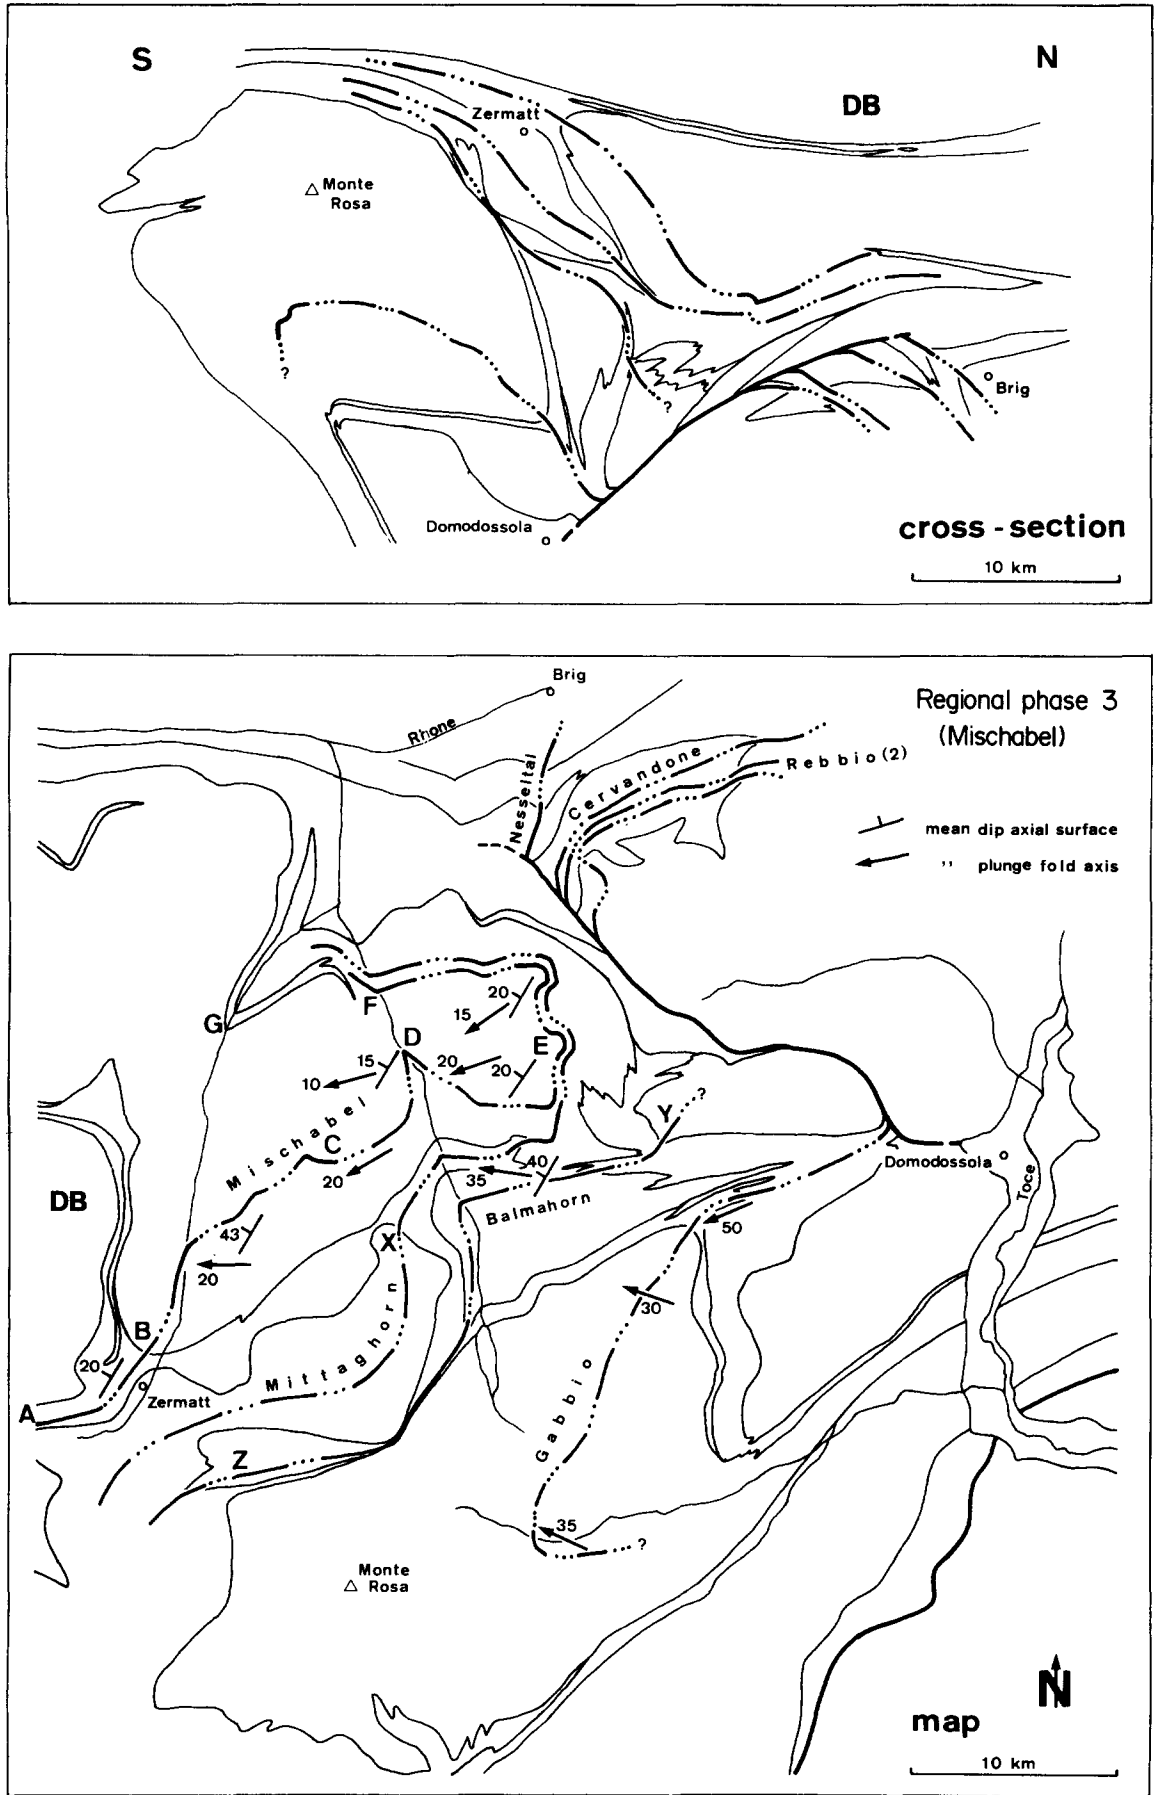 S
N
DB
Zermatt
Monte
Rosa
?
?
Brig
Domodossola
cross - section
10 km
Brig
Regional phase 3
(Mischabel)
Rhone
Nesseltal
Cervandone
Rebbio (2)
mean dip axial surface
,, plunge fold axis
G
F
20
15
D
E
15
20
20
10
Y
?
Mischabel
C
20
40
35
Domodossola
Toce
DB
Balmahorn
43
X
50
20
30
B
Mittaghorn
20
Zermatt
Gabbio
A
Z
35
?
Monte
Rosa
N
map
10 km